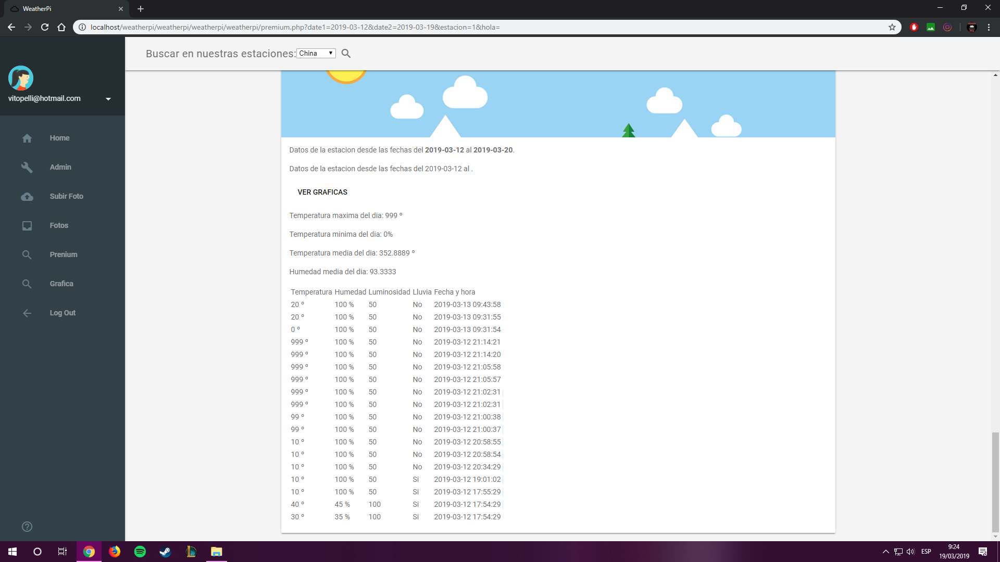 WeatherPi
localhost/weatherpi/weatherpi/weatherpi/weatherpi/premium.php?date1=2019-03-12&date2=2019-03-19&estacion=1&hola=
Buscar en nuestras estaciones: China
vitopelli@hotmail.com
Home
Admin
Subir Foto
Fotos
Prenium
Grafica
Log Out
Datos de la estacion desde las fechas del 2019-03-12 al 2019-03-20.
Datos de la estacion desde las fechas del 2019-03-12 al .
VER GRAFICAS
Temperatura maxima del dia: 999 º
Temperatura minima del dia: 0%
Temperatura media del dia: 352.8889 º
Humedad media del dia: 93.3333
Temperatura Humedad Luminosidad Lluvia Fecha y hora
20 º 100 % 50 No 2019-03-13 09:43:58
20 º 100 % 50 No 2019-03-13 09:31:55
0 º 100 % 50 No 2019-03-13 09:31:54
999 º 100 % 50 No 2019-03-12 21:14:21
999 º 100 % 50 No 2019-03-12 21:14:20
999 º 100 % 50 No 2019-03-12 21:05:58
999 º 100 % 50 No 2019-03-12 21:05:57
999 º 100 % 50 No 2019-03-12 21:02:31
999 º 100 % 50 No 2019-03-12 21:02:31
99 º 100 % 50 No 2019-03-12 21:00:38
99 º 100 % 50 No 2019-03-12 21:00:37
10 º 100 % 50 No 2019-03-12 20:58:55
10 º 100 % 50 No 2019-03-12 20:58:54
10 º 100 % 50 No 2019-03-12 20:34:29
10 º 100 % 50 Si 2019-03-12 19:01:02
10 º 100 % 50 Si 2019-03-12 17:55:29
40 º 45 % 100 Si 2019-03-12 17:54:29
30 º 35 % 100 Si 2019-03-12 17:54:29
ESP
9:24
19/03/2019